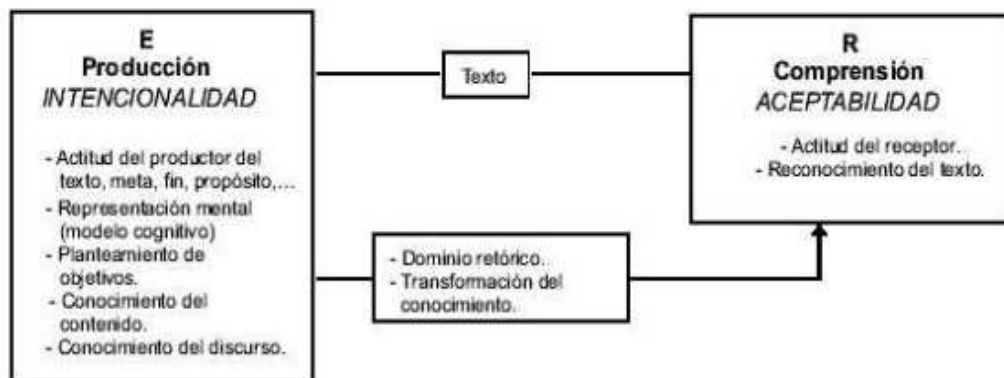 E
Producción
INTENCIONALIDAD
- Actitud del productor del
texto, meta, fin, propósito,...
- Representación mental
(modelo cognitivo)
- Planteamiento de
objetivos.
- Conocimiento del
contenido.
- Conocimiento del discurso.
Texto
- Dominio retórico.
- Transformación del
conocimiento.
R
Comprensión
ACEPTABILIDAD
- Actitud del receptor.
- Reconocimiento del texto.